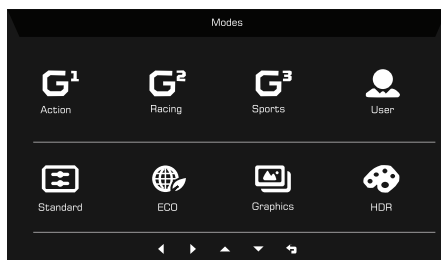 Modes
G¹ G² G³
Action Racing Sports User
Standard ECO Graphics HDR